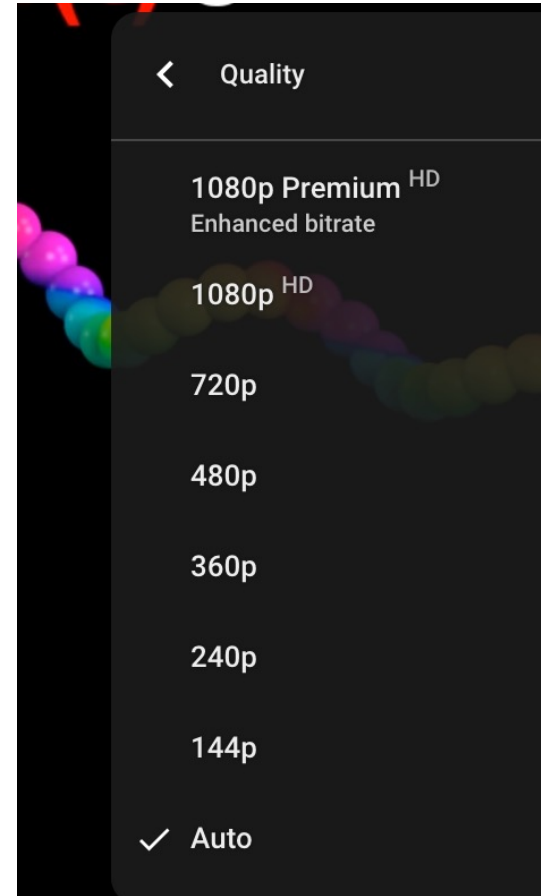 Quality
1080p Premium HD
Enhanced bitrate
1080p HD
720p
480p
360p
240p
144p
Auto